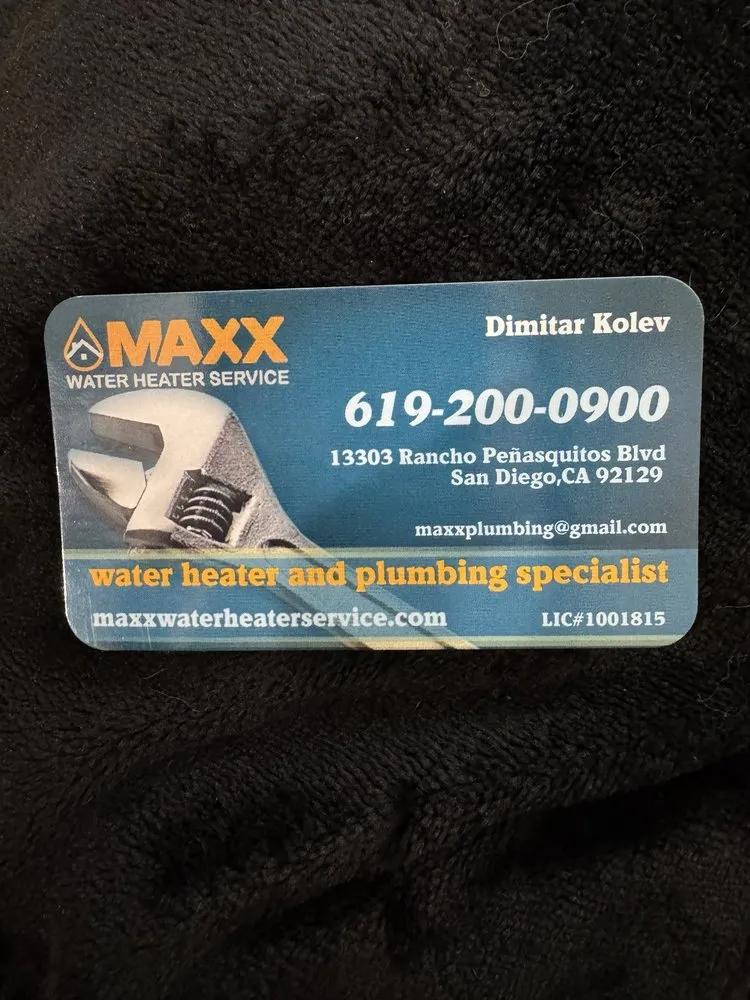 MAXX
WATER HEATER SERVICE
Dimitar Kolev
619-200-0900
13303 Rancho Peñasquitos Blvd
San Diego,CA 92129
maxxplumbing@gmail.com
water heater and plumbing specialist
maxxwaterheaterservice.com
LIC#1001815